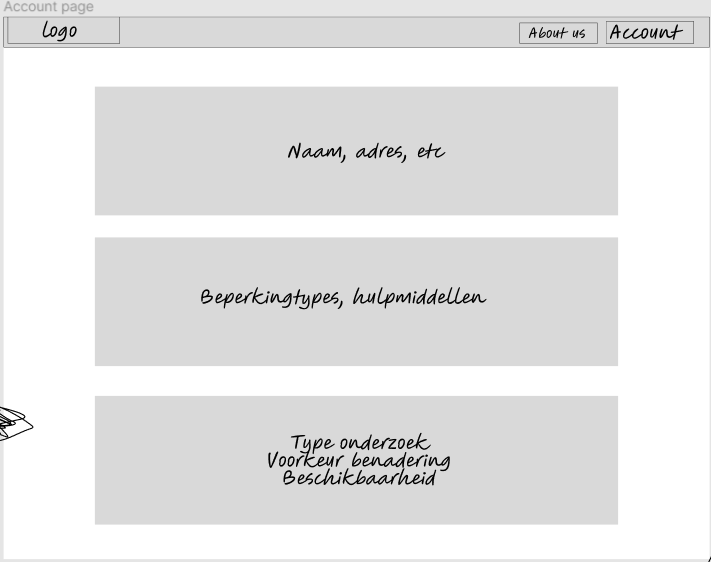 Account page
logo
About us
Account
Naam, adres, etc
Beperkingtypes, hulpmiddellen
Type onderzoek
Voorkeur benadering
Beschikbaarheid